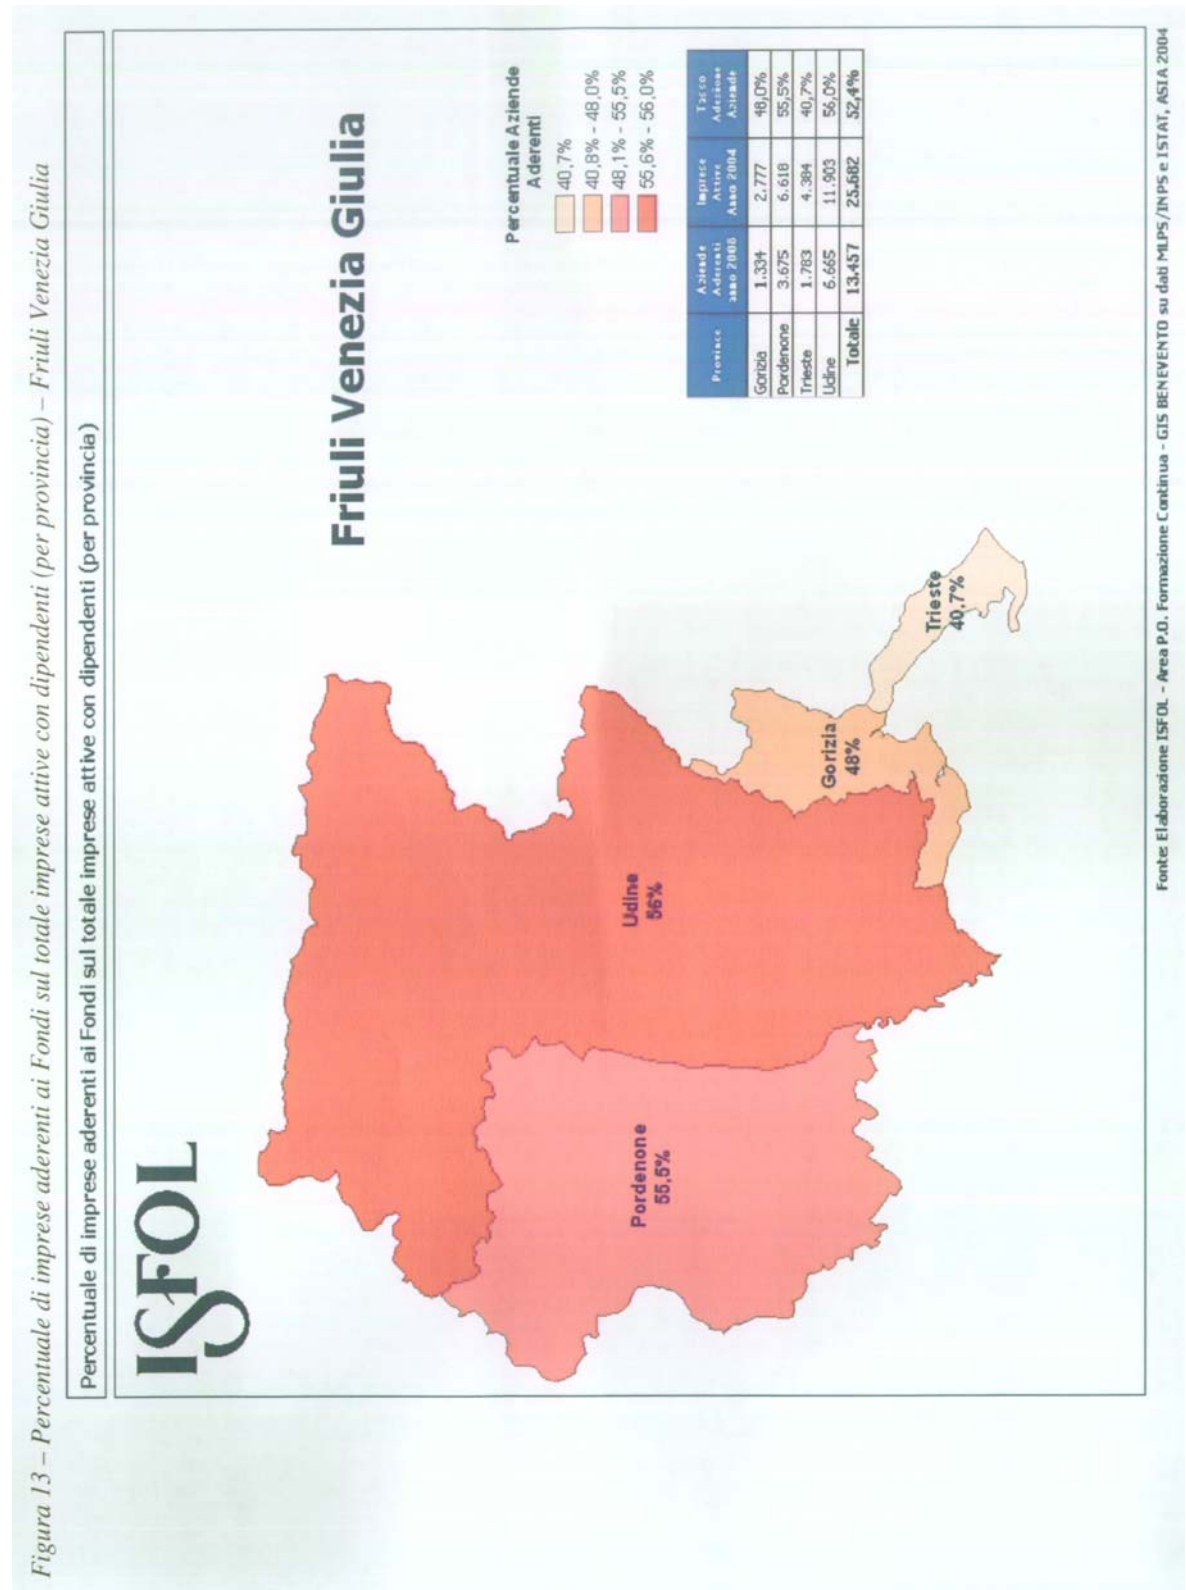 Figura 13 – Percentuale di imprese aderenti ai Fondi sul totale imprese attive con dipendenti (per provincia) – Friuli Venezia Giulia
Percentuale di imprese aderenti ai Fondi sul totale imprese attive con dipendenti (per provincia)
ISFOL
Friuli Venezia Giulia
Udine
56%
Pordenone
55,5%
Gorizia
48%
Trieste
40,7%
Percentuale Aziende
Aderenti
40,7%
40,8% - 48,0%
48,1% - 55,5%
55,6% - 56,0%
Province Aziende Aderenti anno 2008 Imprese Attive Anno 2004 Tasso Adesione Aziende
Gorizia 1.334 2.777 48,0%
Pordenone 3.675 6.618 55,5%
Trieste 1.783 4.384 40,7%
Udine 6.665 11.903 56,0%
Totale 13.457 25.682 52,4%
Fonte: Elaborazione ISFOL - Area P.O. Formazione Continua - GIS BENEVENTO su dati MLPS/INPS e ISTAT, ASIA 2004